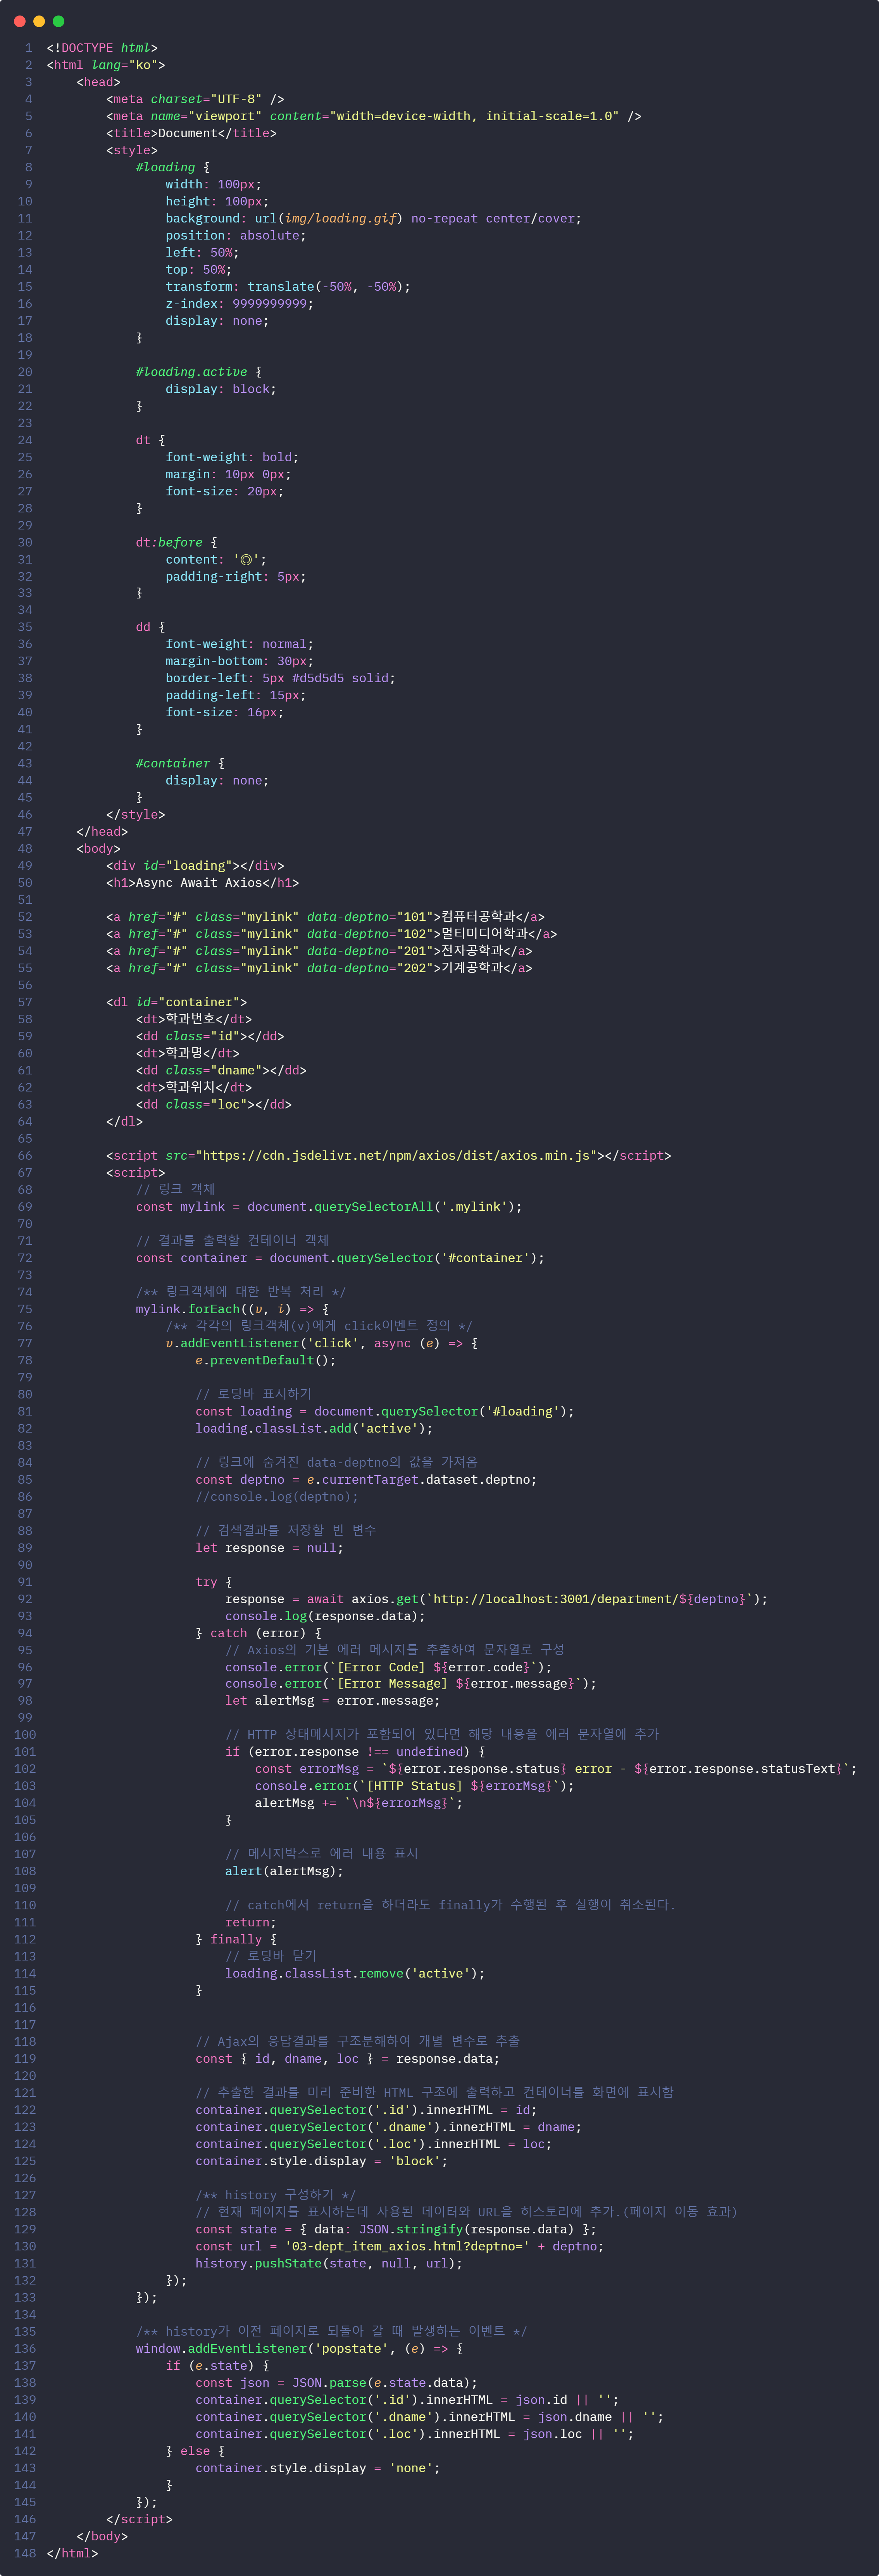 1 <!DOCTYPE html>
2 <html lang="ko">
3     <head>
4         <meta charset="UTF-8" />
5         <meta name="viewport" content="width=device-width, initial-scale=1.0" />
6         <title>Document</title>
7         <style>
8             #loading {
9                 width: 100px;
10                 height: 100px;
11                 background: url(img/loading.gif) no-repeat center/cover;
12                 position: absolute;
13                 left: 50%;
14                 top: 50%;
15                 transform: translate(-50%, -50%);
16                 z-index: 9999999999;
17                 display: none;
18             }
19
20             #loading.active {
21                 display: block;
22             }
23
24             dt {
25                 font-weight: bold;
26                 margin: 10px 0px;
27                 font-size: 20px;
28             }
29
30             dt:before {
31                 content: '◎';
32                 padding-right: 5px;
33             }
34
35             dd {
36                 font-weight: normal;
37                 margin-bottom: 30px;
38                 border-left: 5px #d5d5d5 solid;
39                 padding-left: 15px;
40                 font-size: 16px;
41             }
42
43             #container {
44                 display: none;
45             }
46         </style>
47     </head>
48     <body>
49         <div id="loading"></div>
50         <h1>Async Await Axios</h1>
51
52         <a href="#" class="mylink" data-deptno="101">컴퓨터공학과</a>
53         <a href="#" class="mylink" data-deptno="102">멀티미디어학과</a>
54         <a href="#" class="mylink" data-deptno="201">전자공학과</a>
55         <a href="#" class="mylink" data-deptno="202">기계공학과</a>
56
57         <dl id="container">
58             <dt>학과번호</dt>
59             <dd class="id"></dd>
60             <dt>학과명</dt>
61             <dd class="dname"></dd>
62             <dt>학과위치</dt>
63             <dd class="loc"></dd>
64         </dl>
65
66         <script src="https://cdn.jsdelivr.net/npm/axios/dist/axios.min.js"></script>
67         <script>
68             // 링크 객체
69             const mylink = document.querySelectorAll('.mylink');
70
71             // 결과를 출력할 컨테이너 객체
72             const container = document.querySelector('#container');
73
74             /** 링크객체에 대한 반복 처리 */
75             mylink.forEach((v, i) => {
76                 /** 각각의 링크객체(v)에게 click이벤트 정의 */
77                 v.addEventListener('click', async (e) => {
78                     e.preventDefault();
79
80                     // 로딩바 표시하기
81                     const loading = document.querySelector('#loading');
82                     loading.classList.add('active');
83
84                     // 링크에 숨겨진 data-deptno의 값을 가져옴
85                     const deptno = e.currentTarget.dataset.deptno;
86                     //console.log(deptno);
87
88                     // 검색결과를 저장할 빈 변수
89                     let response = null;
90
91                     try {
92                         response = await axios.get(`http://localhost:3001/department/${deptno}`);
93                         console.log(response.data);
94                     } catch (error) {
95                         // Axios의 기본 에러 메시지를 추출하여 문자열로 구성
96                         console.error(`[Error Code] ${error.code}`);
97                         console.error(`[Error Message] ${error.message}`);
98                         let alertMsg = error.message;
99
100                         // HTTP 상태메시지가 포함되어 있다면 해당 내용을 에러 문자열에 추가
101                         if (error.response !== undefined) {
102                             const errorMsg = `${error.response.status} error - ${error.response.statusText}`;
103                             console.error(`[HTTP Status] ${errorMsg}`);
104                             alertMsg += `\n${errorMsg}`;
105                         }
106
107                         // 메시지박스로 에러 내용 표시
108                         alert(alertMsg);
109
110                         // catch에서 return을 하더라도 finally가 수행된 후 실행이 취소된다.
111                         return;
112                     } finally {
113                         // 로딩바 닫기
114                         loading.classList.remove('active');
115                     }
116
117
118                     // Ajax의 응답결과를 구조분해하여 개별 변수로 추출
119                     const { id, dname, loc } = response.data;
120
121                     // 추출한 결과를 미리 준비한 HTML 구조에 출력하고 컨테이너를 화면에 표시함
122                     container.querySelector('.id').innerHTML = id;
123                     container.querySelector('.dname').innerHTML = dname;
124                     container.querySelector('.loc').innerHTML = loc;
125                     container.style.display = 'block';
126
127                     /** history 구성하기 */
128                     // 현재 페이지를 표시하는데 사용된 데이터와 URL을 히스토리에 추가.(페이지 이동 효과)
129                     const state = { data: JSON.stringify(response.data) };
130                     const url = '03-dept_item_axios.html?deptno=' + deptno;
131                     history.pushState(state, null, url);
132                 });
133             });
134
135             /** history가 이전 페이지로 되돌아 갈 때 발생하는 이벤트 */
136             window.addEventListener('popstate', (e) => {
137                 if (e.state) {
138                     const json = JSON.parse(e.state.data);
139                     container.querySelector('.id').innerHTML = json.id || '';
140                     container.querySelector('.dname').innerHTML = json.dname || '';
141                     container.querySelector('.loc').innerHTML = json.loc || '';
142                 } else {
143                     container.style.display = 'none';
144                 }
145             });
146         </script>
147     </body>
148 </html>